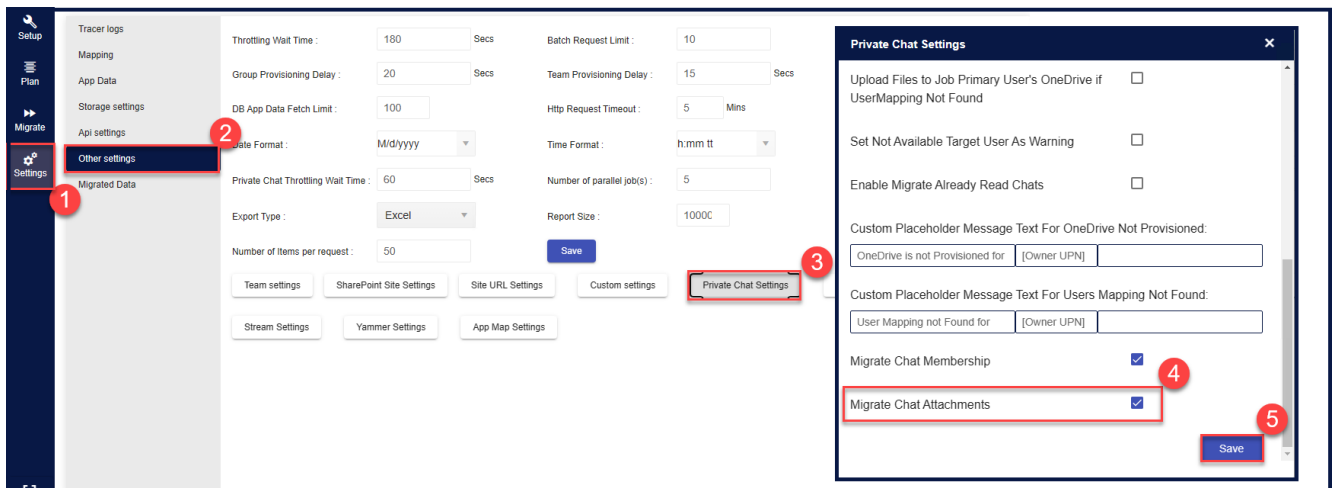 Setup
Plan
Migrate
Settings
1
Tracer logs
Mapping
App Data
Storage settings
Api settings
2
Other settings
Migrated Data
Throttling Wait Time : 180 Secs Batch Request Limit : 10
Group Provisioning Delay : 20 Secs Team Provisioning Delay : 15 Secs
DB App Data Fetch Limit : 100 Http Request Timeout : 5 Mins
Date Format : M/d/yyyy Time Format : h:mm tt
Private Chat Throttling Wait Time : 60 Secs Number of parallel job(s) : 5
Export Type : Excel Report Size :
Number of Items per request : 50 Save
3
Team settings SharePoint Site Settings Site URL Settings Custom settings Private Chat Settings
Stream Settings Yammer Settings App Map Settings
Private Chat Settings
Upload Files to Job Primary User's OneDrive if
UserMapping Not Found
Set Not Available Target User As Warning
Enable Migrate Already Read Chats
Custom Placeholder Message Text For OneDrive Not Provisioned:
OneDrive is not Provisioned for [Owner UPN]
Custom Placeholder Message Text For Users Mapping Not Found:
User Mapping not Found for [Owner UPN]
Migrate Chat Membership
4
Migrate Chat Attachments
5
Save